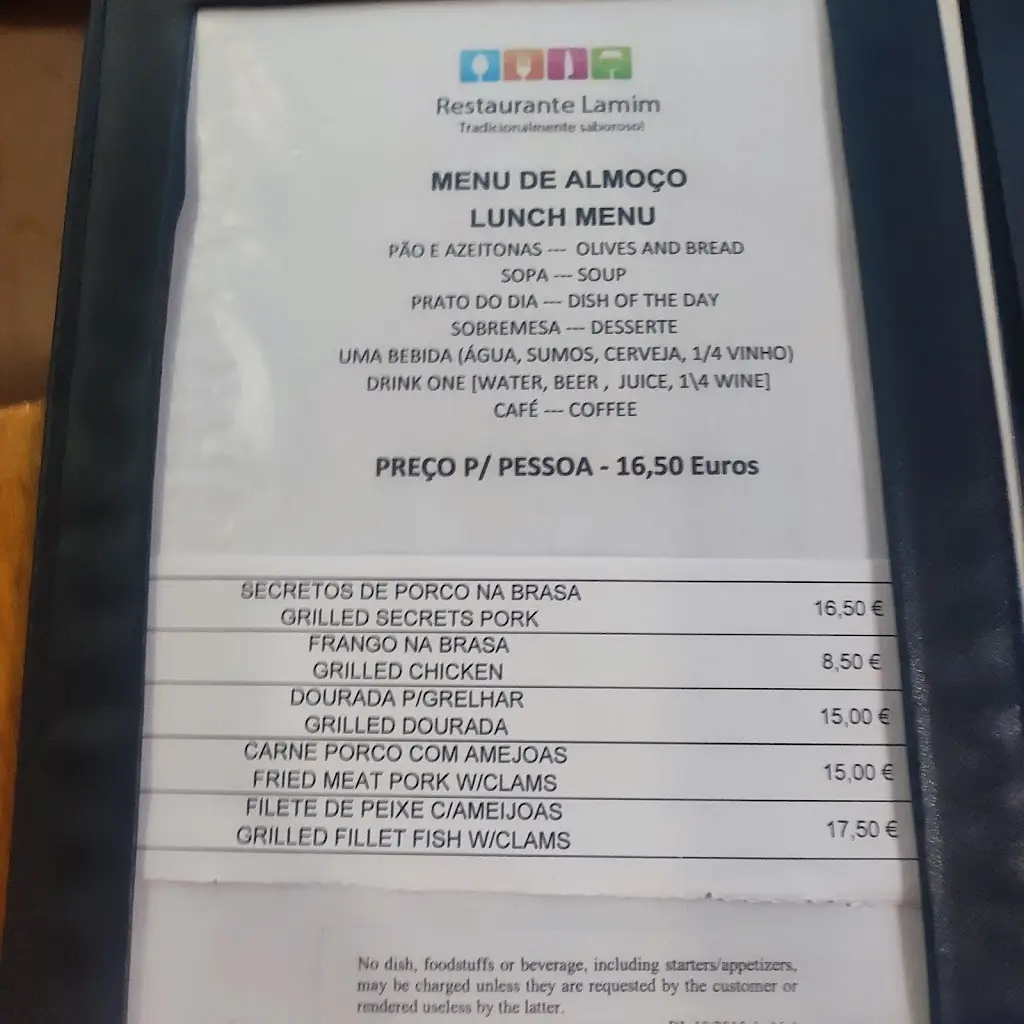 Restaurante Lamim
Tradicionalmente saboroso!
MENU DE ALMOÇO
LUNCH MENU
PÃO E AZEITONAS --- OLIVES AND BREAD
SOPA --- SOUP
PRATO DO DIA --- DISH OF THE DAY
SOBREMESA --- DESSERTE
UMA BEBIDA (ÁGUA, SUMOS, CERVEJA, 1/4 VINHO)
DRINK ONE [WATER, BEER , JUICE, 1\4 WINE]
CAFÉ --- COFFEE
PREÇO P/ PESSOA - 16,50 Euros
SECRETOS DE PORCO NA BRASA
GRILLED SECRETS PORK
16,50 €
FRANGO NA BRASA
GRILLED CHICKEN
8,50 €
DOURADA P/GRELHAR
GRILLED DOURADA
15,00 €
CARNE PORCO COM AMEJOAS
FRIED MEAT PORK W/CLAMS
15,00 €
FILETE DE PEIXE C/AMEIJOAS
GRILLED FILLET FISH W/CLAMS
17,50 €
No dish, foodstuffs or beverage, including starters/appetizers,
may be charged unless they are requested by the customer or
rendered useless by the latter.